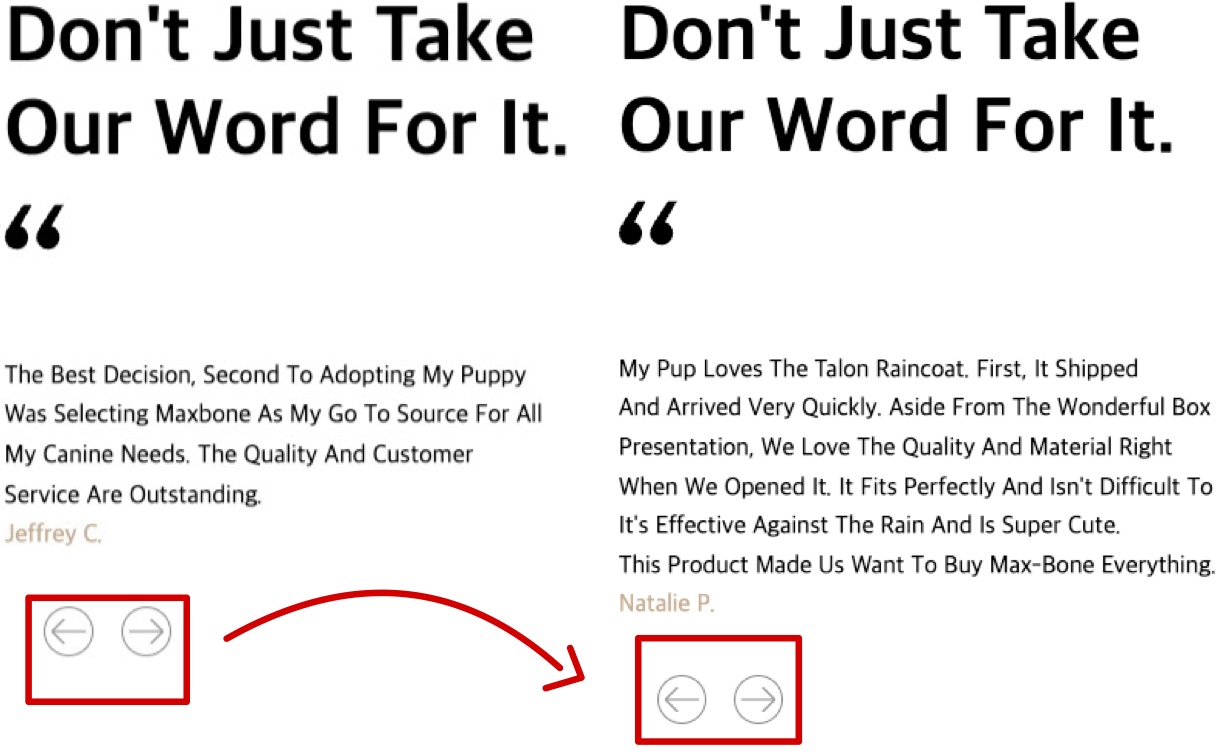 Don't Just Take
Our Word For It.
“
The Best Decision, Second To Adopting My Puppy
Was Selecting Maxbone As My Go To Source For All
My Canine Needs. The Quality And Customer
Service Are Outstanding.
Jeffrey C.
Don't Just Take
Our Word For It.
“
My Pup Loves The Talon Raincoat. First, It Shipped
And Arrived Very Quickly. Aside From The Wonderful Box
Presentation, We Love The Quality And Material Right
When We Opened It. It Fits Perfectly And Isn't Difficult To
It's Effective Against The Rain And Is Super Cute.
This Product Made Us Want To Buy Max-Bone Everything.
Natalie P.